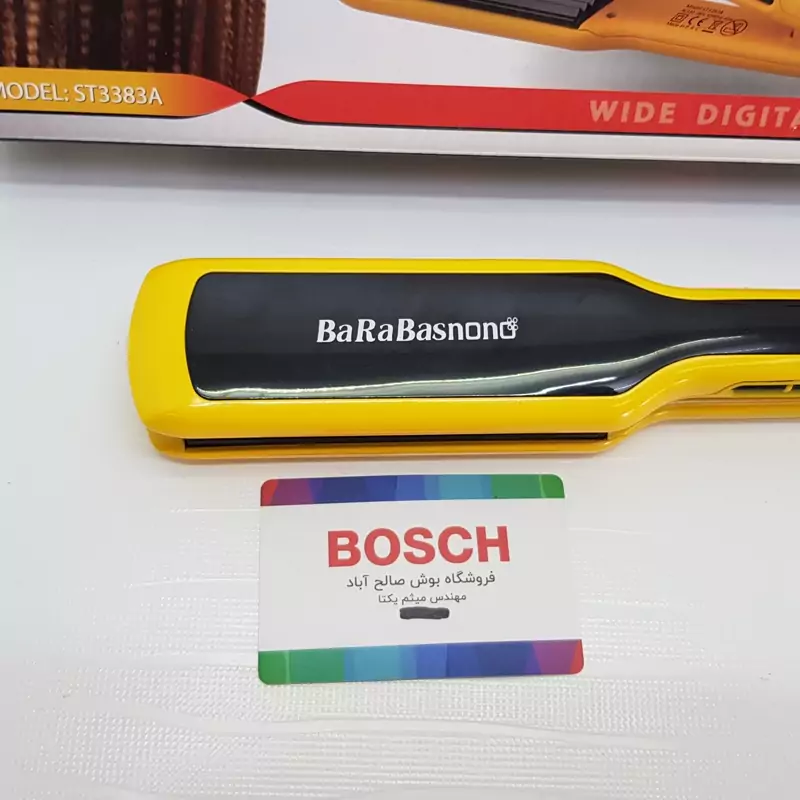 MODEL: ST3383A
WIDE DIGITA
BaRaBasnono
BOSCH
فروشگاه بوش صالح آباد
مهندس میثم یکتا